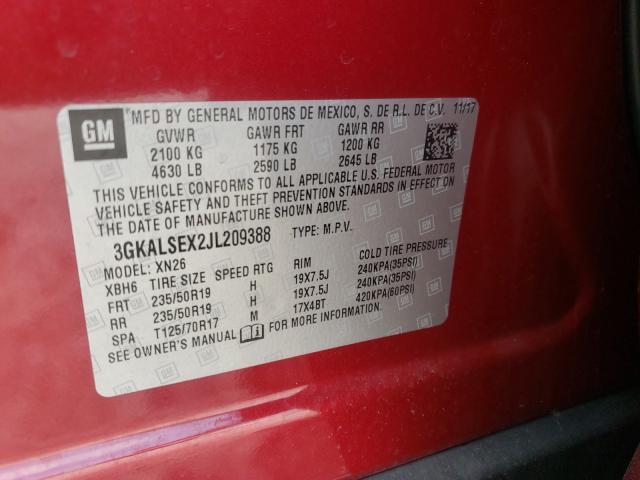 GM
"MFD BY GENERAL MOTORS DE MEXICO, S. DE R.L. DE C.V. 11/17
GVWR GAWR FRT GAWR RR
2100 KG 1175 KG 1200 KG
4630 LB 2590 LB 2645 LB
THIS VEHICLE CONFORMS TO ALL APPLICABLE U.S. FEDERAL MOTOR
VEHICLE SAFETY AND THEFT PREVENTION STANDARDS IN EFFECT ON
THE DATE OF MANUFACTURE SHOWN ABOVE.
3GKALSEX2JL209388 TYPE: M.P.V.
MODEL: XN26
XBH6 TIRE SIZE SPEED RTG RIM COLD TIRE PRESSURE
FRT 235/50R19 H 19X7.5J 240KPA(35PSI)
RR 235/50R19 H 19X7.5J 240KPA(35PSI)
SPA T125/70R17 M 17X4BT 420KPA(60PSI)
SEE OWNER'S MANUAL FOR MORE INFORMATION.